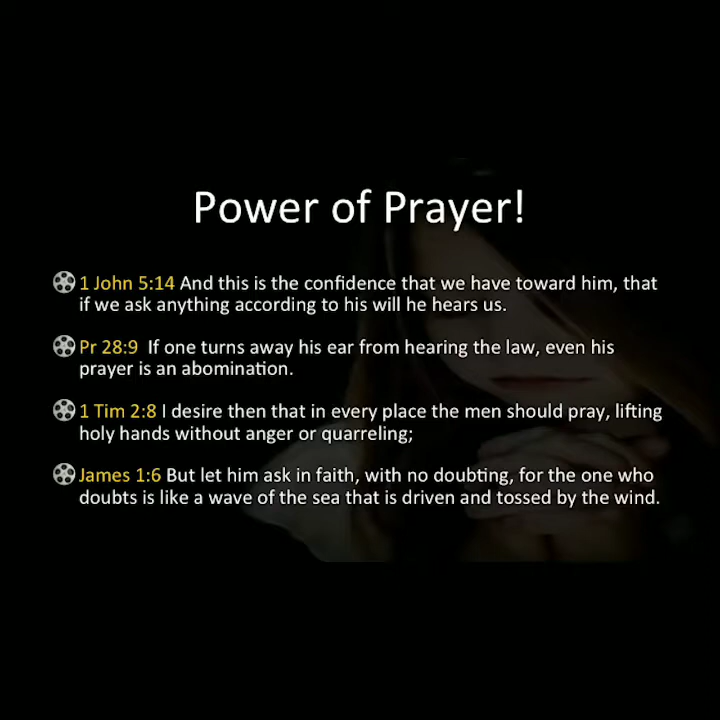 Power of Prayer!
1 John 5:14 And this is the confidence that we have toward him, that
if we ask anything according to his will he hears us.
Pr 28:9  If one turns away his ear from hearing the law, even his
prayer is an abomination.
1 Tim 2:8 I desire then that in every place the men should pray, lifting
holy hands without anger or quarreling;
James 1:6 But let him ask in faith, with no doubting, for the one who
doubts is like a wave of the sea that is driven and tossed by the wind.